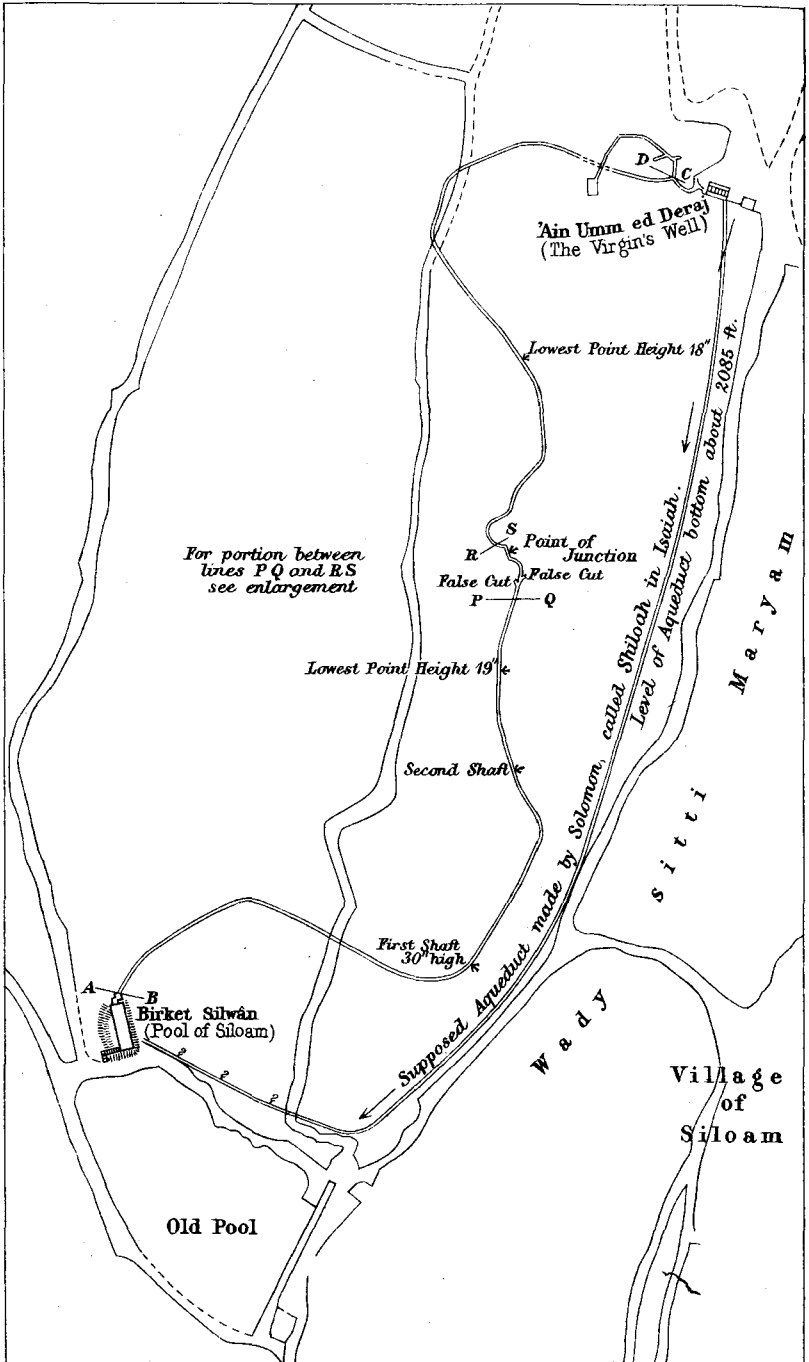 D
C
'Ain Umm ed Deraj
(The Virgin's Well)
Lowest Point Height 18"
S
R
Point of
Junction
False Cut
False Cut
P
Q
For portion between
lines P Q and R S
see enlargement
Lowest Point Height 19"
Second Shaft
First Shaft
30" high
Supposed Aqueduct made by Solomon, called Shiloah in Isaiah.
Level of Aqueduct bottom about 2085 ft.
A
B
Birket Silwân
(Pool of Siloam)
? ? ?
Wady sitti Maryam
Village
of
Siloam
Old Pool